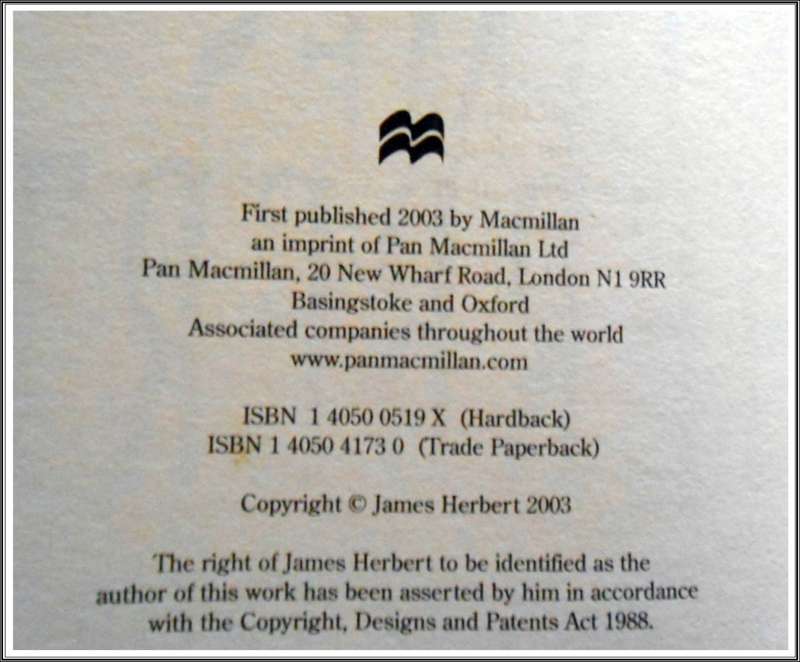 First published 2003 by Macmillan
an imprint of Pan Macmillan Ltd
Pan Macmillan, 20 New Wharf Road, London N1 9RR
Basingstoke and Oxford
Associated companies throughout the world
www.panmacmillan.com
ISBN 1 4050 0519 X (Hardback)
ISBN 1 4050 4173 0 (Trade Paperback)
Copyright © James Herbert 2003
The right of James Herbert to be identified as the
author of this work has been asserted by him in accordance
with the Copyright, Designs and Patents Act 1988.